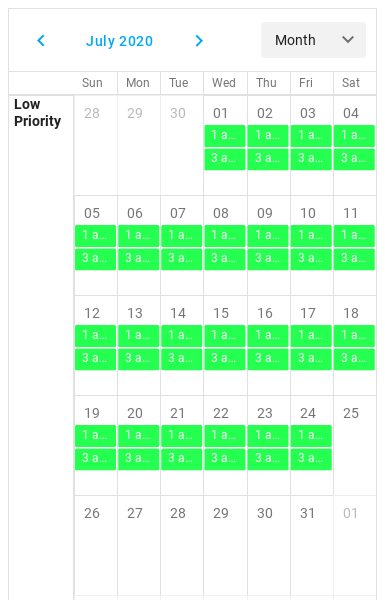 July 2020
Month
Sun Mon Tue Wed Thu Fri Sat
Low
Priority
28 29 30 01 02 03 04
1 a... 1 a... 1 a... 1 a...
3 a... 3 a... 3 a... 3 a...
05 06 07 08 09 10 11
1 a... 1 a... 1 a... 1 a... 1 a... 1 a... 1 a...
3 a... 3 a... 3 a... 3 a... 3 a... 3 a... 3 a...
12 13 14 15 16 17 18
1 a... 1 a... 1 a... 1 a... 1 a... 1 a... 1 a...
3 a... 3 a... 3 a... 3 a... 3 a... 3 a... 3 a...
19 20 21 22 23 24 25
1 a... 1 a... 1 a... 1 a... 1 a... 1 a...
3 a... 3 a... 3 a... 3 a... 3 a... 3 a...
26 27 28 29 30 31 01